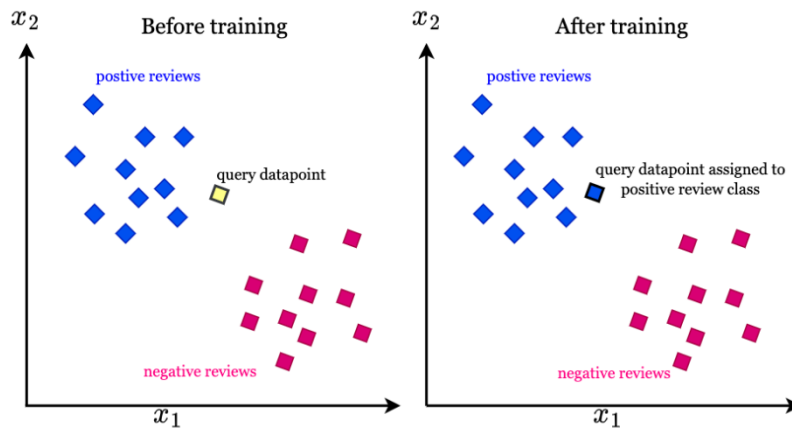 x2
Before training
postive reviews
query datapoint
negative reviews
x1
x2
After training
postive reviews
query datapoint assigned to
positive review class
negative reviews
x1